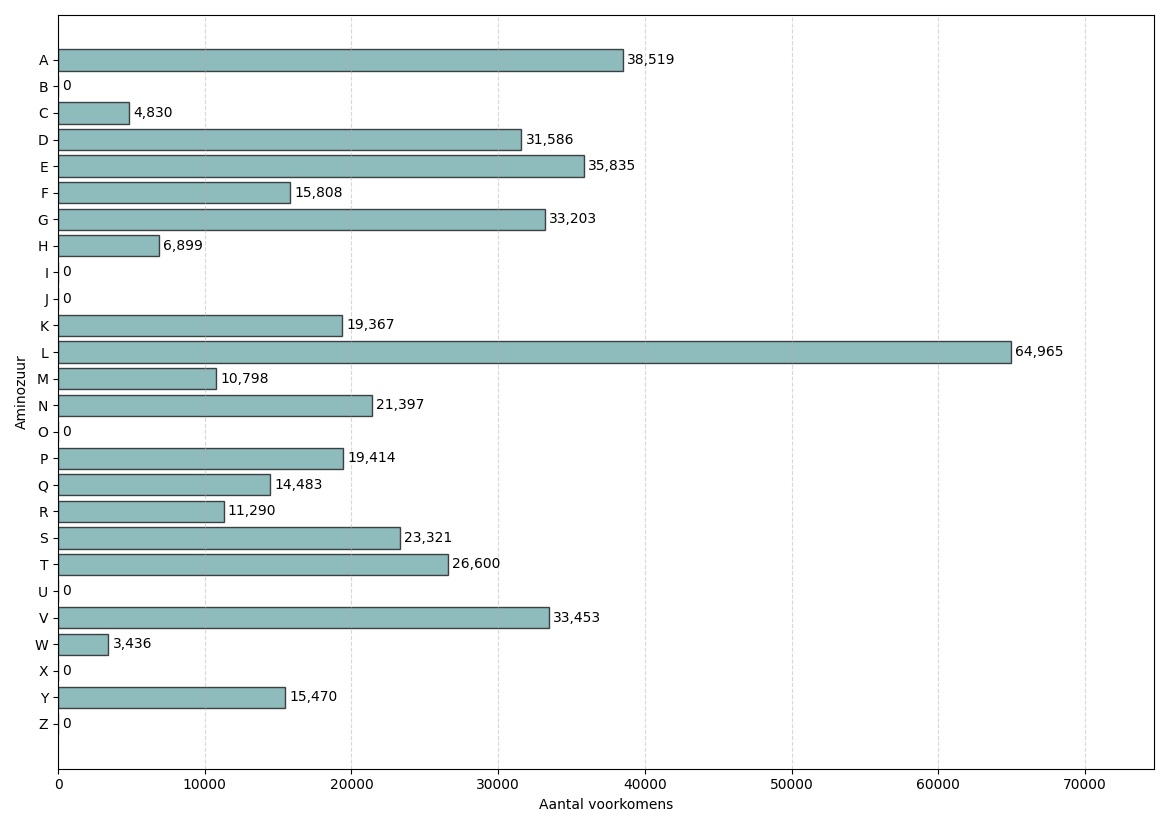 A 38,519
B 0
C 4,830
D 31,586
E 35,835
F 15,808
G 33,203
H 6,899
I 0
J 0
K 19,367
L 64,965
M 10,798
N 21,397
O 0
P 19,414
Q 14,483
R 11,290
S 23,321
T 26,600
U 0
V 33,453
W 3,436
X 0
Y 15,470
Z 0
Aminozuur
0 10000 20000 30000 40000 50000 60000 70000
Aantal voorkomens